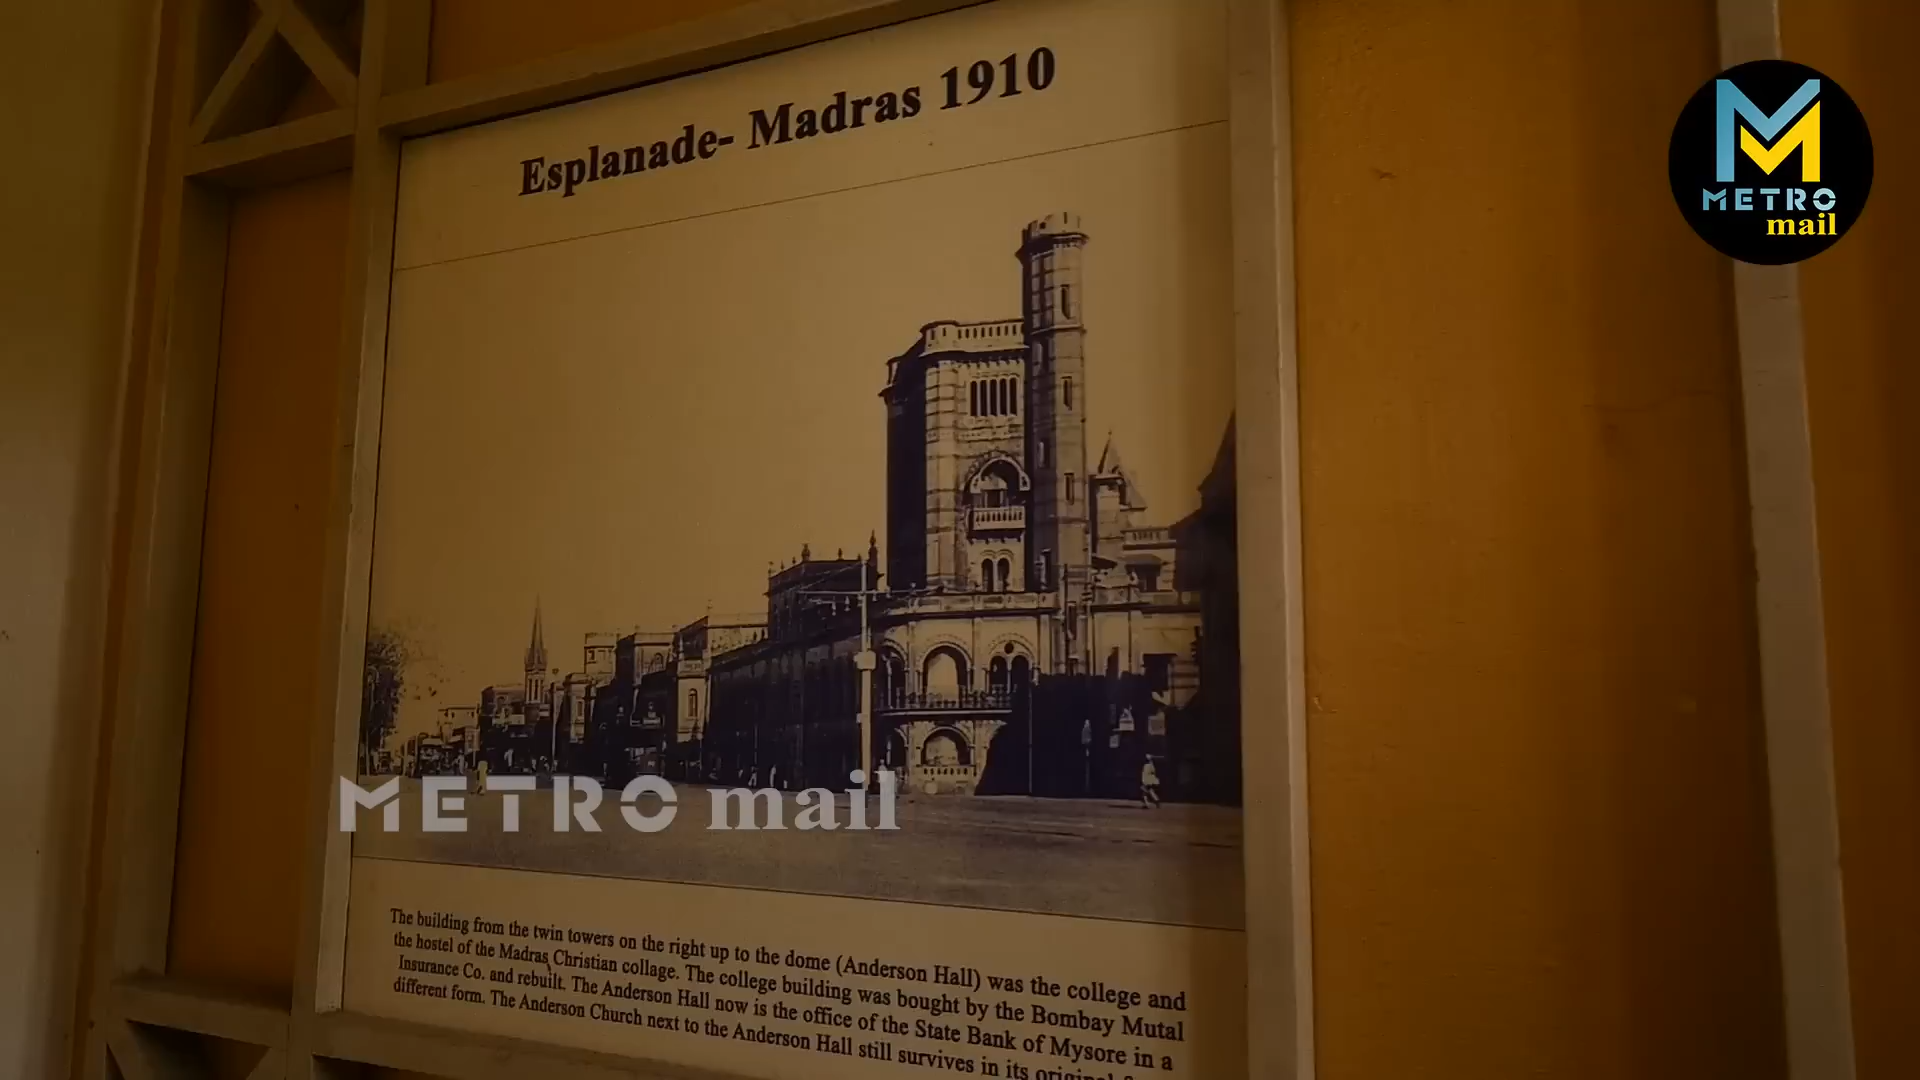 Esplanade- Madras 1910
METRO
mail
METRO mail
The building from the twin towers on the right up to the dome (Anderson Hall) was the college and
the hostel of the Madras Christian collage. The college building was bought by the Bombay Mutal
Insurance Co. and rebuilt. The Anderson Hall now is the office of the State Bank of Mysore in a
different form. The Anderson Church next to the Anderson Hall still survives in its